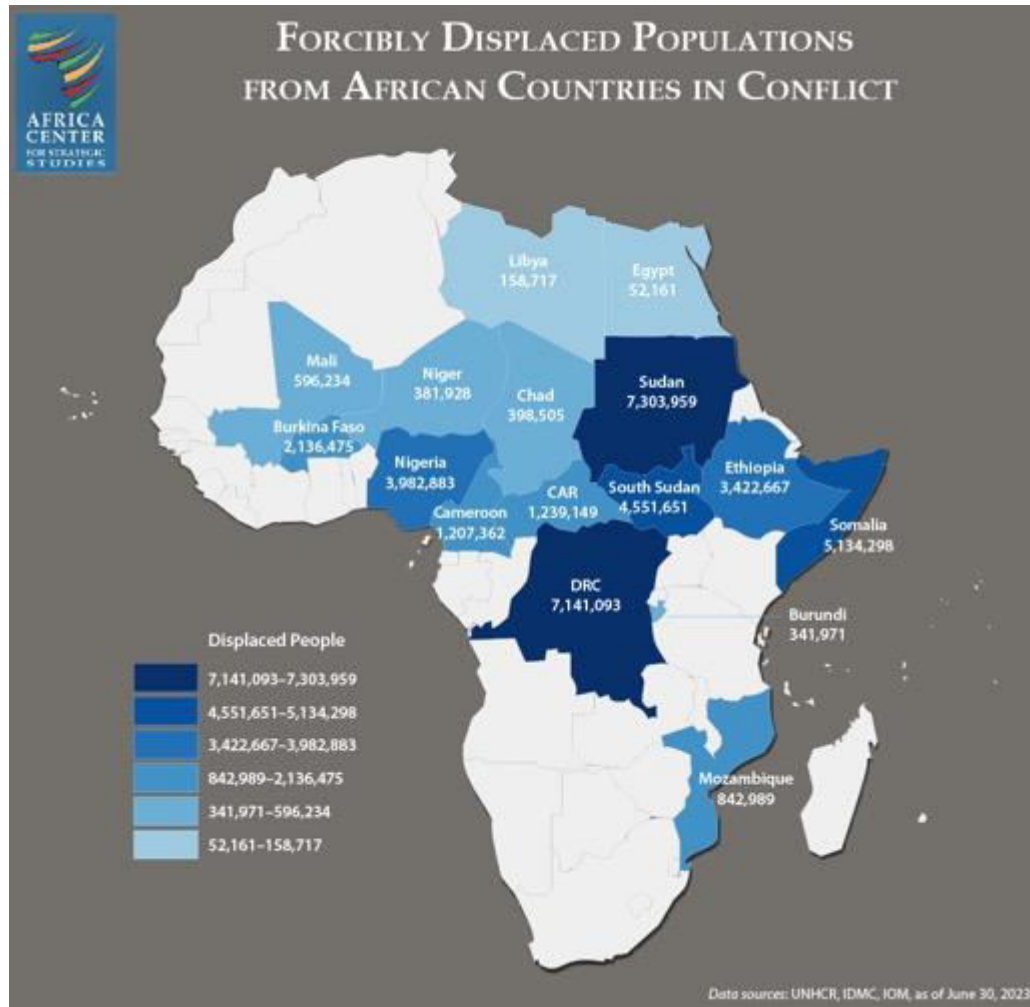 AFRICA
CENTER
FOR STRATEGIC
STUDIES
FORCIBLY DISPLACED POPULATIONS
FROM AFRICAN COUNTRIES IN CONFLICT
Libya
158,717
Egypt
52,161
Mali
596,234
Niger
381,928
Chad
398,505
Sudan
7,303,959
Burkina Faso
2,136,475
Nigeria
3,982,883
Cameroon
1,207,362
CAR
1,239,149
South Sudan
4,551,651
Ethiopia
3,422,667
Somalia
5,134,298
DRC
7,141,093
Burundi
341,971
Mozambique
842,989
Displaced People
7,141,093–7,303,959
4,551,651–5,134,298
3,422,667–3,982,883
842,989–2,136,475
341,971–596,234
52,161–158,717
Data sources: UNHCR, IDMC, IOM, as of June 30, 2023